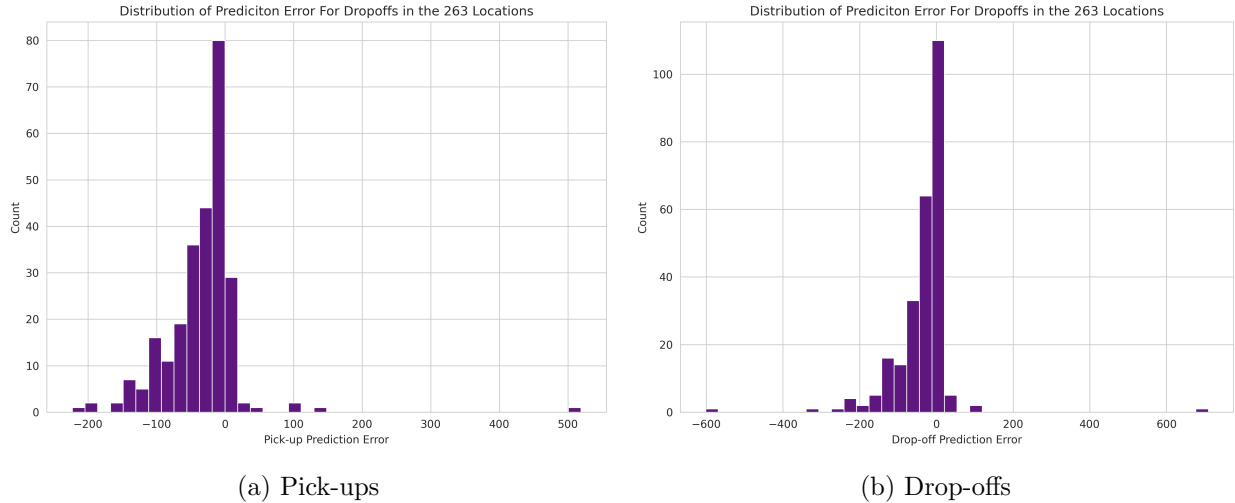 Distribution of Prediciton Error For Dropoffs in the 263 Locations
80
70
60
50
40
30
20
10
0
Count
−200 −100 0 100 200 300 400 500
Pick-up Prediction Error
(a) Pick-ups
Distribution of Prediciton Error For Dropoffs in the 263 Locations
100
80
60
40
20
0
Count
−600 −400 −200 0 200 400 600
Drop-off Prediction Error
(b) Drop-offs